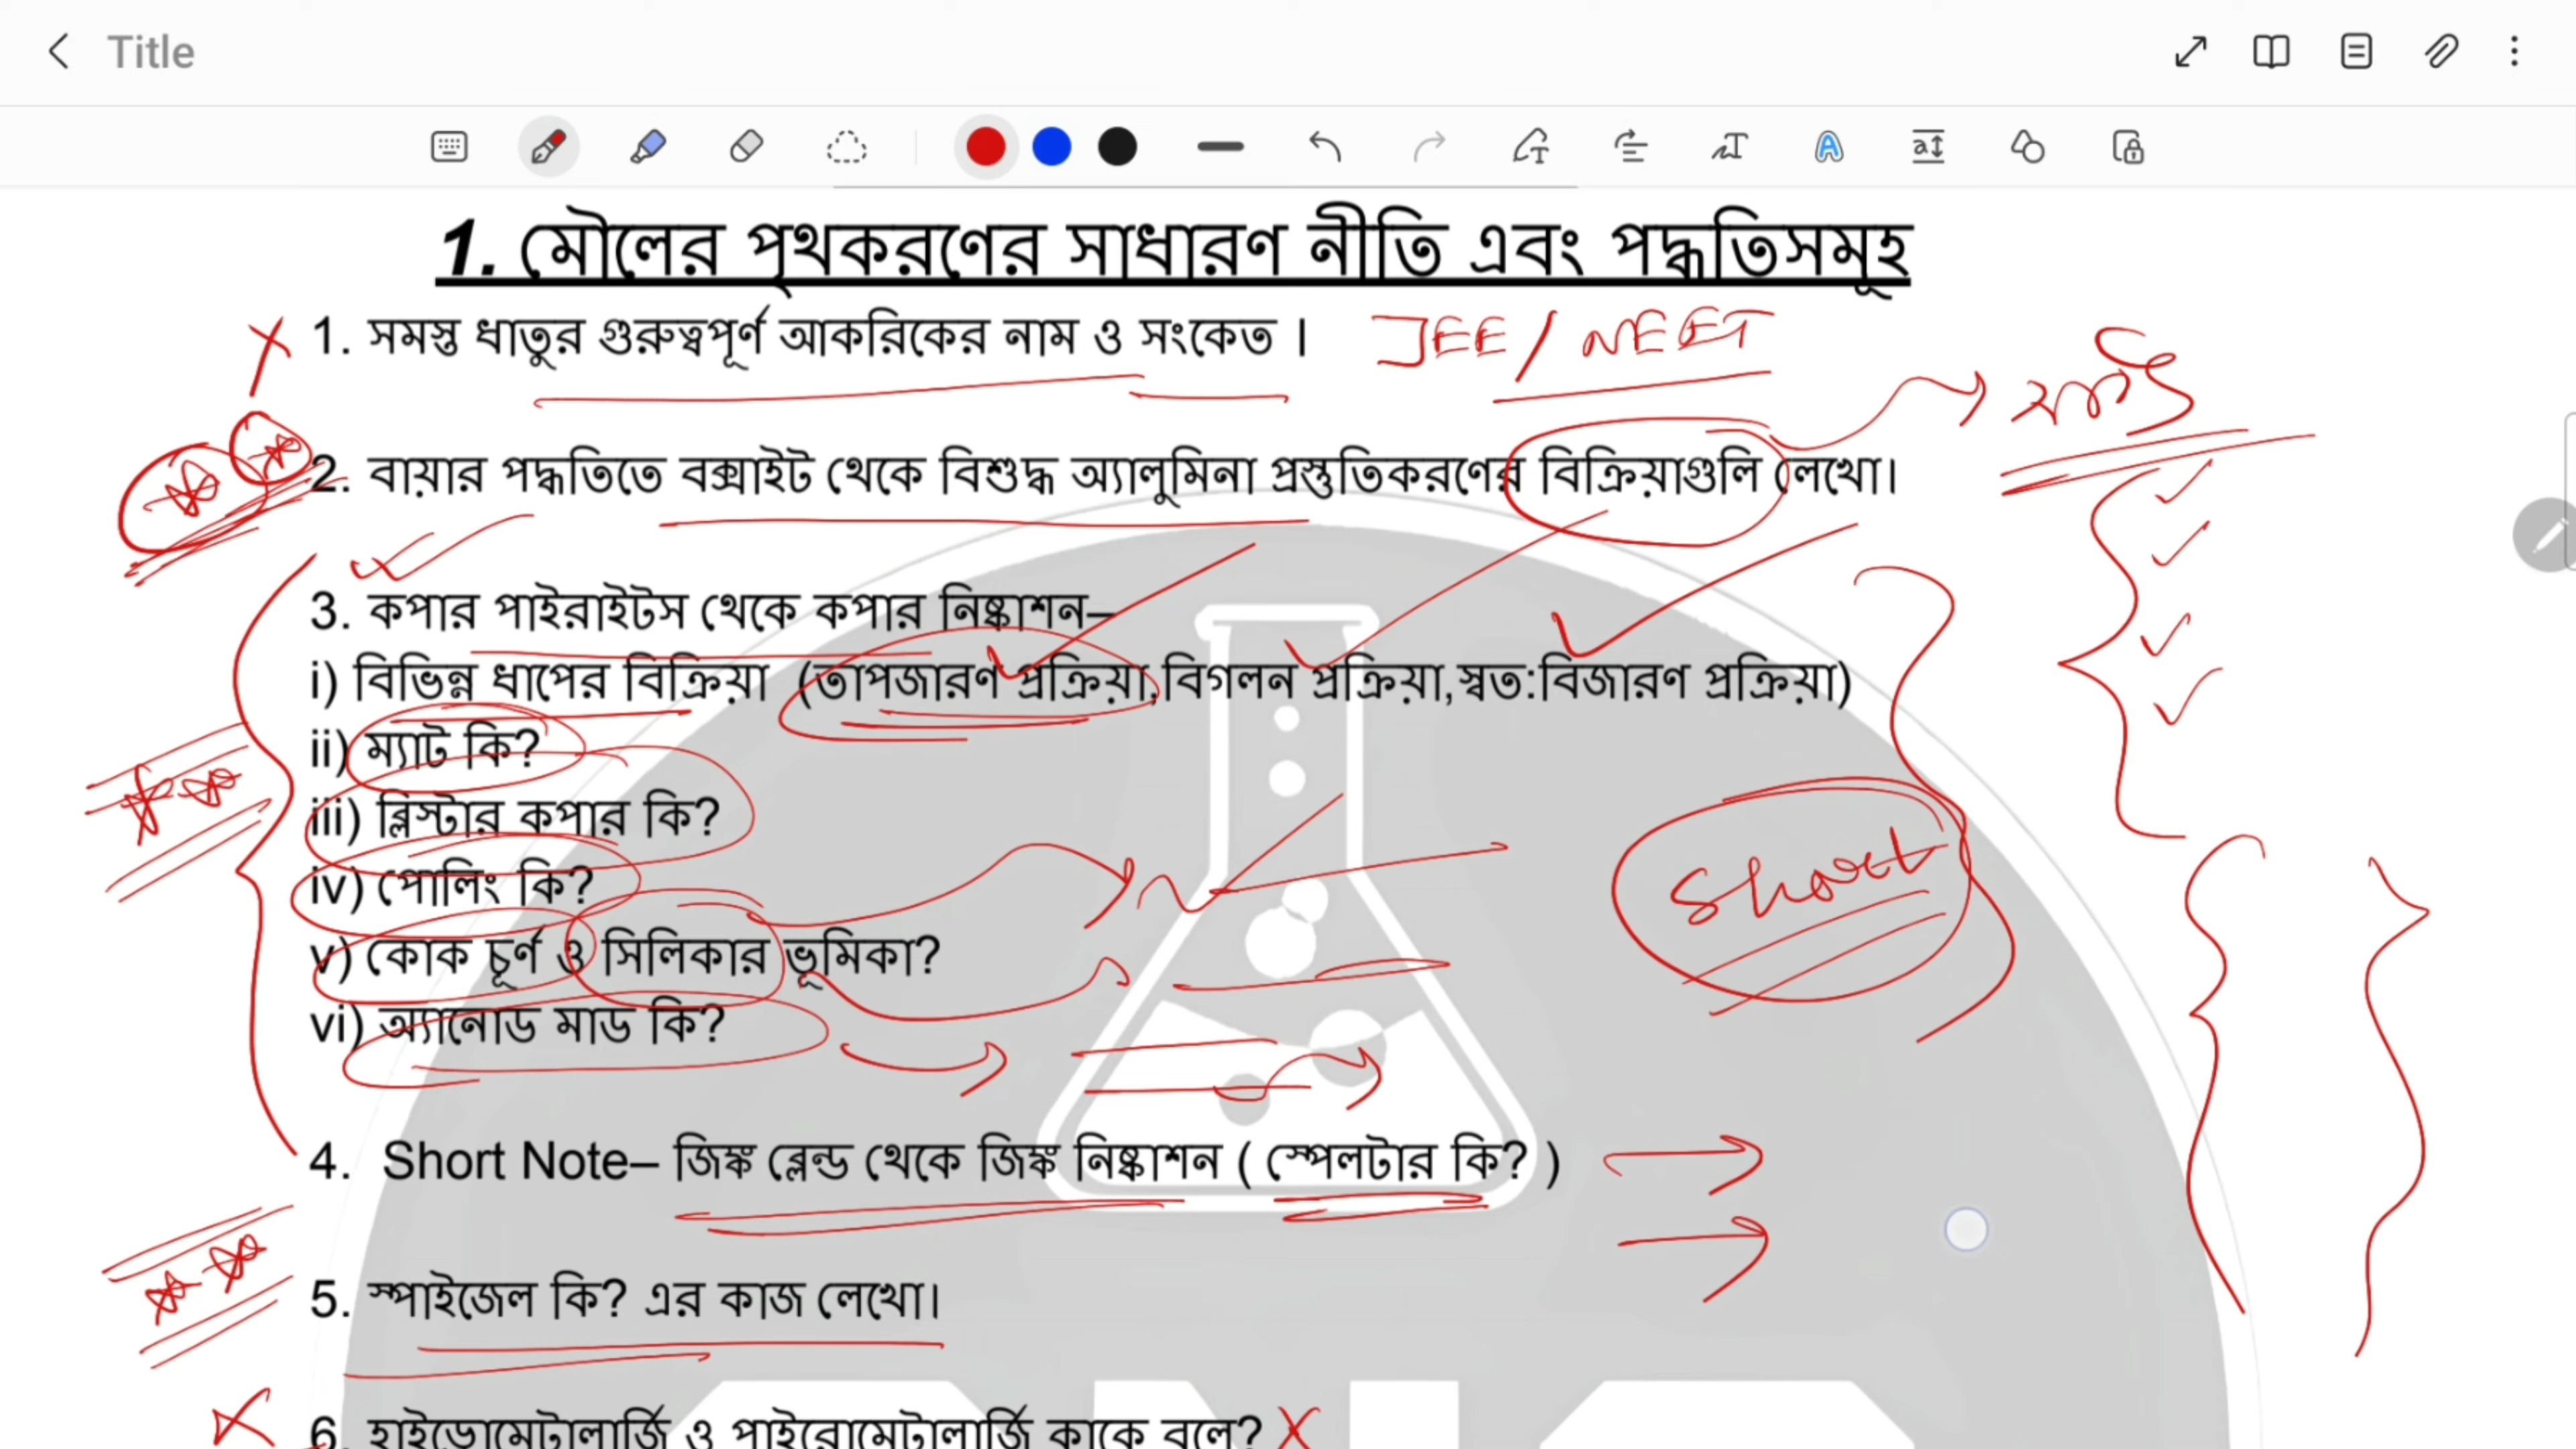 Title
1. মৌলের পৃথকরণের সাধারণ নীতি এবং পদ্ধতিসমূহ
1. সমস্ত ধাতুর গুরুত্বপূর্ণ আকরিকের নাম ও সংকেত । JEE / NEET
2. বায়ার পদ্ধতিতে বক্সাইট থেকে বিশুদ্ধ অ্যালুমিনা প্রস্তুতিকরণের বিক্রিয়াগুলি লেখো।
3. কপার পাইরাইটস থেকে কপার নিষ্কাশন–
i) বিভিন্ন ধাপের বিক্রিয়া (তাপজারণ প্রক্রিয়া,বিগলন প্রক্রিয়া,স্বত:বিজারণ প্রক্রিয়া)
ii) ম্যাট কি?
iii) ব্লিস্টার কপার কি?
iv) পোলিং কি?
Short
v) কোক চূর্ণ ও সিলিকার ভূমিকা?
vi) অ্যানোড মাড কি?
4. Short Note– জিঙ্ক ব্লেন্ড থেকে জিঙ্ক নিষ্কাশন ( স্পেলটার কি? )
5. স্পাইজেল কি? এর কাজ লেখো।
6. হাইড্রোমেটালার্জি ও পাইরোমেটালার্জি কাকে বলে?